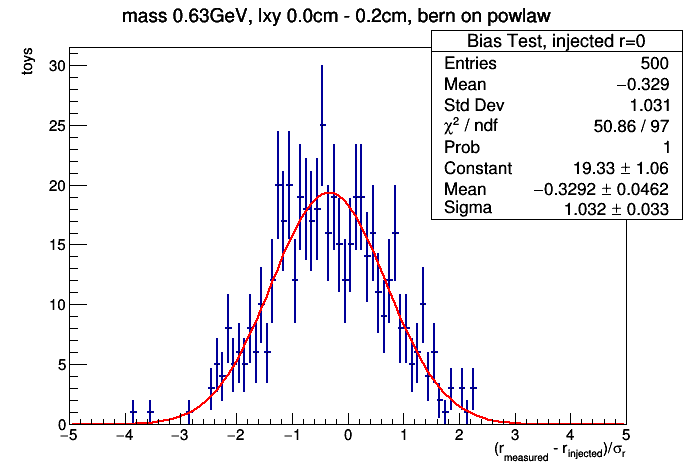 mass 0.63GeV, lxy 0.0cm - 0.2cm, bern on powlaw
Bias Test, injected r=0
Entries 500
Mean −0.329
Std Dev 1.031
χ² / ndf 50.86 / 97
Prob 1
Constant 19.33 ± 1.06
Mean −0.3292 ± 0.0462
Sigma 1.032 ± 0.033
toys
30
25
20
15
10
5
0
−5 −4 −3 −2 −1 0 1 2 3 4 5
(r_measured - r_injected)/σ_r